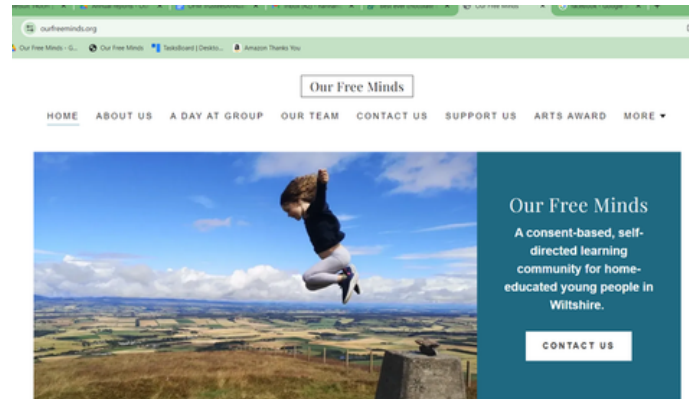 ourfreeminds.org
Our Free Minds - G... Our Free Minds TasksBoard | Deskto... Amazon Thanks You
Our Free Minds
HOME ABOUT US A DAY AT GROUP OUR TEAM CONTACT US SUPPORT US ARTS AWARD MORE
Our Free Minds
A consent-based, self-
directed learning
community for home-
educated young people in
Wiltshire.
CONTACT US